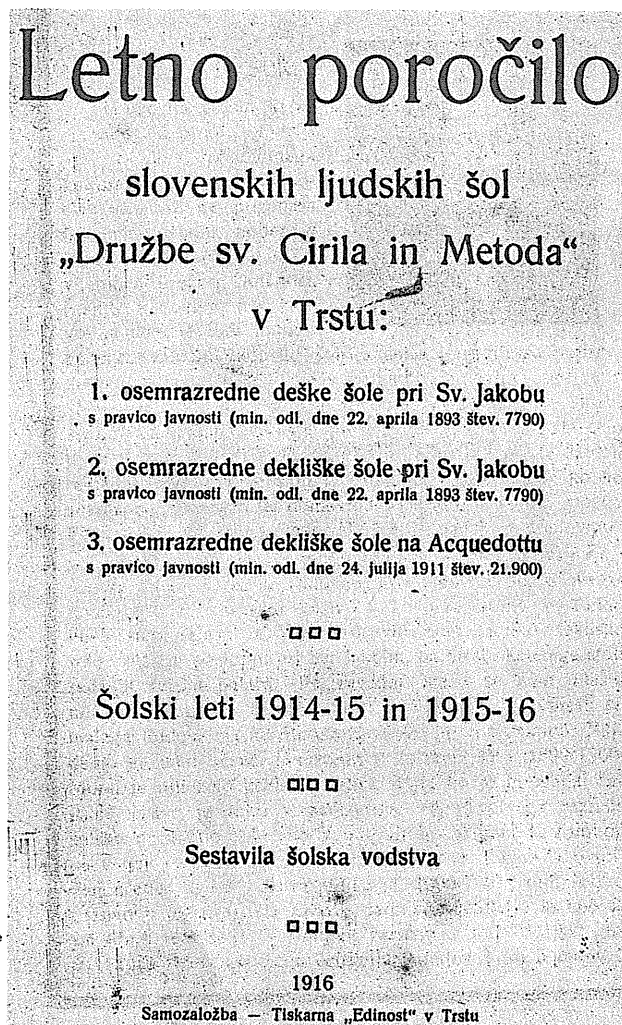 Letno poročilo
slovenskih ljudskih šol
„Družbe sv. Cirila in Metoda“
v Trstu:
1. osemrazredne deške šole pri Sv. Jakobu
s pravico javnosti (min. odl. dne 22. aprila 1893 štev. 7790)
2. osemrazredne dekliške šole pri Sv. Jakobu
s pravico javnosti (min. odl. dne 22. aprila 1893 štev. 7790)
3. osemrazredne dekliške šole na Acquedottu
s pravico javnosti (min. odl. dne 24. julija 1911 štev. 21.900)
Šolski leti 1914-15 in 1915-16
Sestavila šolska vodstva
1916
Samozaložba — Tiskarna „Edinost“ v Trstu